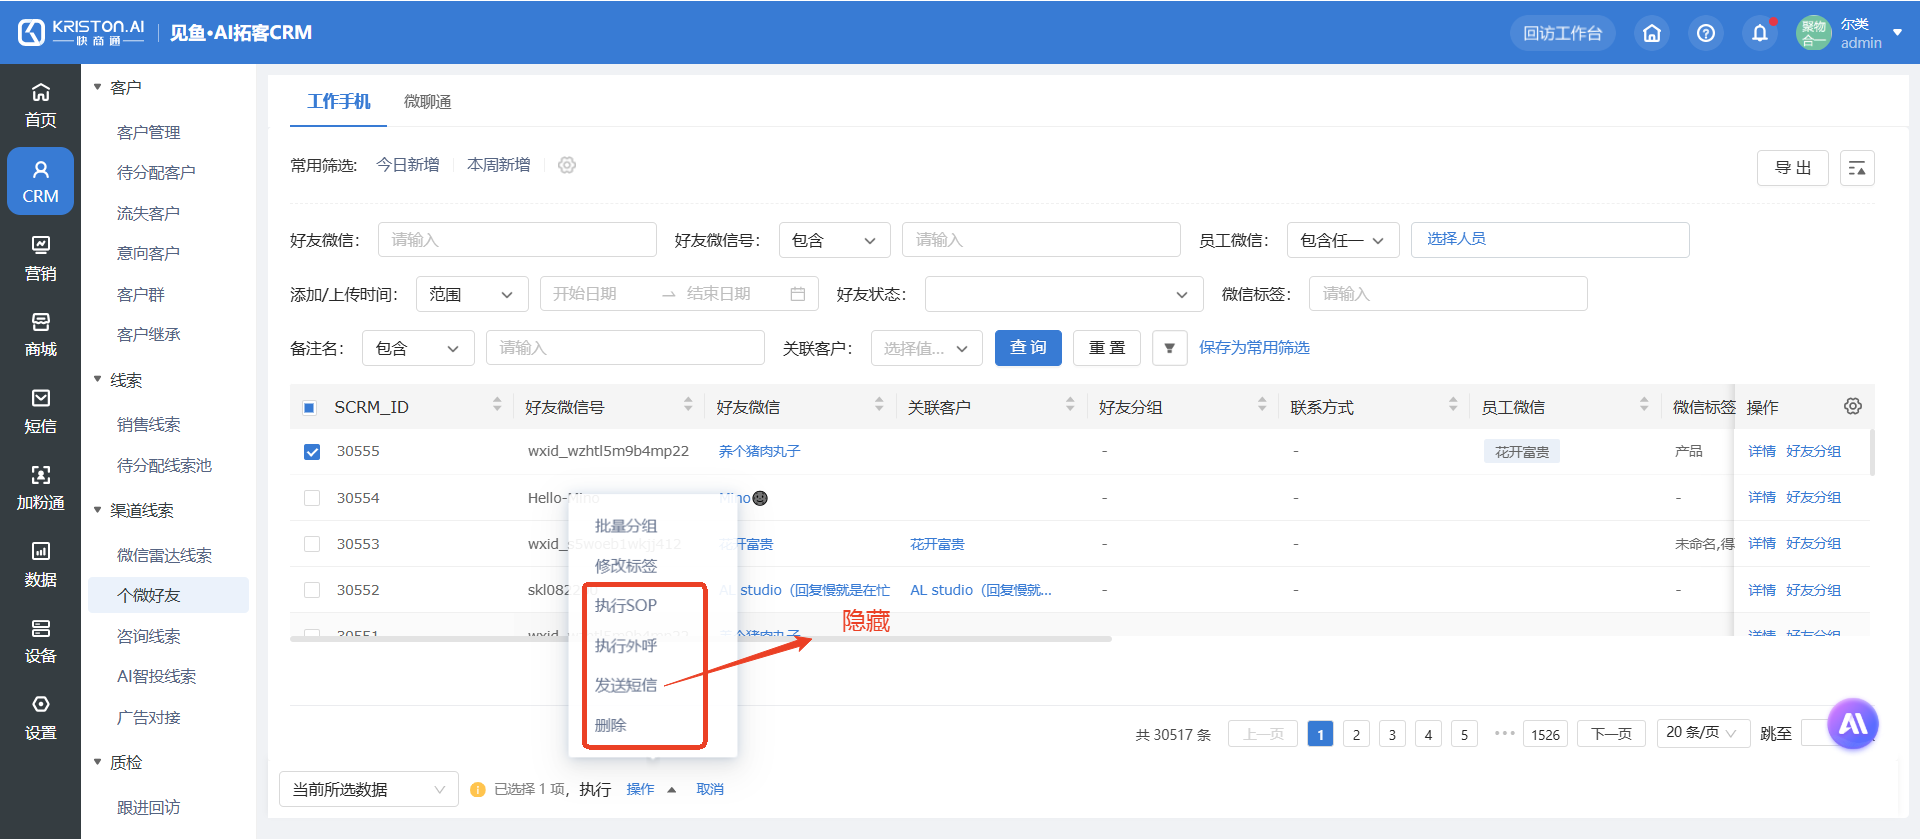 KRISTON.AI
快商通
见鱼•AI拓客CRM
回访工作台
聚物合一
尔类
admin
首页
CRM
营销
商城
短信
加粉通
数据
设备
设置
客户
客户管理
待分配客户
流失客户
意向客户
客户群
客户继承
线索
销售线索
待分配线索池
渠道线索
微信雷达线索
个微好友
咨询线索
AI智投线索
广告对接
质检
跟进回访
工作手机 微聊通
常用筛选: 今日新增 本周新增
导 出
好友微信: 请输入 好友微信号: 包含 请输入 员工微信: 包含任一 选择人员
添加/上传时间: 范围 开始日期 → 结束日期 好友状态: 微信标签: 请输入
备注名: 包含 请输入 关联客户: 选择值... 查 询 重 置 保存为常用筛选
SCRM_ID 好友微信号 好友微信 关联客户 好友分组 联系方式 员工微信 微信标签 操作
30555 wxid_wzhtl5m9b4mp22 养个猪肉丸子 - - 花开富贵 产品 详情 好友分组
30554 Hello-Mino Mino - - - 详情 好友分组
30553 wxid_s5woeb1wkjj412 花开富贵 花开富贵 - - 未命名,得 详情 好友分组
30552 skl082 AL studio（回复慢就是在忙 AL studio（回复慢就... - - - 详情 好友分组
30551 养个猪肉丸子 详情 好友分组
批量分组
修改标签
执行SOP
执行外呼
发送短信
删除
隐藏
共 30517 条 上一页 1 2 3 4 5 ••• 1526 下一页 20 条/页 跳至
当前所选数据 已选择 1 项, 执行 操作 取消